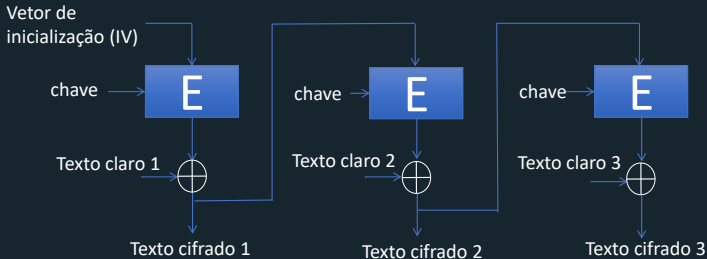 Vetor de
inicialização (IV)
chave
E
chave
E
chave
E
Texto claro 1
Texto claro 2
Texto claro 3
Texto cifrado 1
Texto cifrado 2
Texto cifrado 3